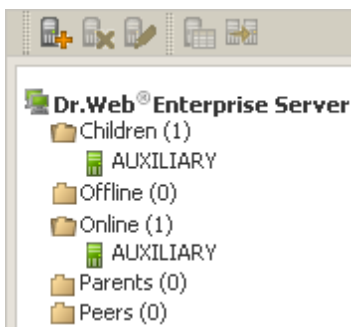 Dr.Web®Enterprise Server
Children (1)
AUXILIARY
Offline (0)
Online (1)
AUXILIARY
Parents (0)
Peers (0)